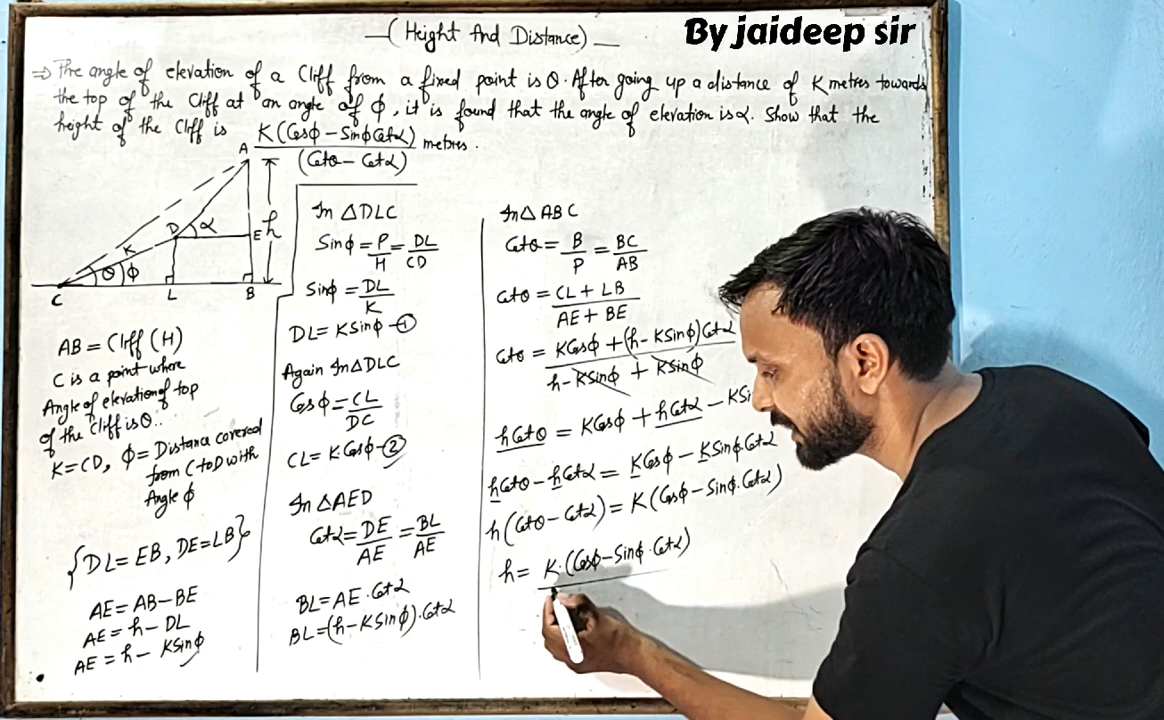 By jaideep sir
—(Height And Distance)—
⇒ The angle of elevation of a Cliff from a fixed point is θ. After going up a distance of K metres towards
the top of the Cliff at an angle of ϕ, it is found that the angle of elevation is α. Show that the
height of the Cliff is K(Cosϕ-SinϕCotα)/(Cotθ-Cotα) metres.
A
D
α
E
h
K
θ
ϕ
C
L
B
AB = Cliff (H)
C is a point where
Angle of elevation of top
of the Cliff is θ..
K=CD, ϕ= Distance covered
from C to D with
Angle ϕ
{DL=EB, DE=LB}
AE= AB-BE
AE= h- DL
AE= h- KSinϕ
In △DLC
Sinϕ = P/H = DL/CD
Sinϕ = DL/K
DL= KSinϕ -①
Again In △DLC
Cosϕ = CL/DC
CL= K Cosϕ -②
In △AED
Cotα = DE/AE = BL/AE
BL= AE.Cotα
BL=(h-KSinϕ).Cotα
In △ABC
Cotθ = B/P = BC/AB
Cotθ = CL+LB/AE+BE
Cotθ = KCosϕ+(h-KSinϕ)Cotα/h-KSinϕ+KSinϕ
hCotθ = KCosϕ + hCotα - KSi
hCotθ - hCotα = KCosϕ - KSinϕ.Cotα
h(Cotθ-Cotα) = K(Cosϕ-Sinϕ.Cotα)
h= K.(Cosϕ-Sinϕ.Cotα)